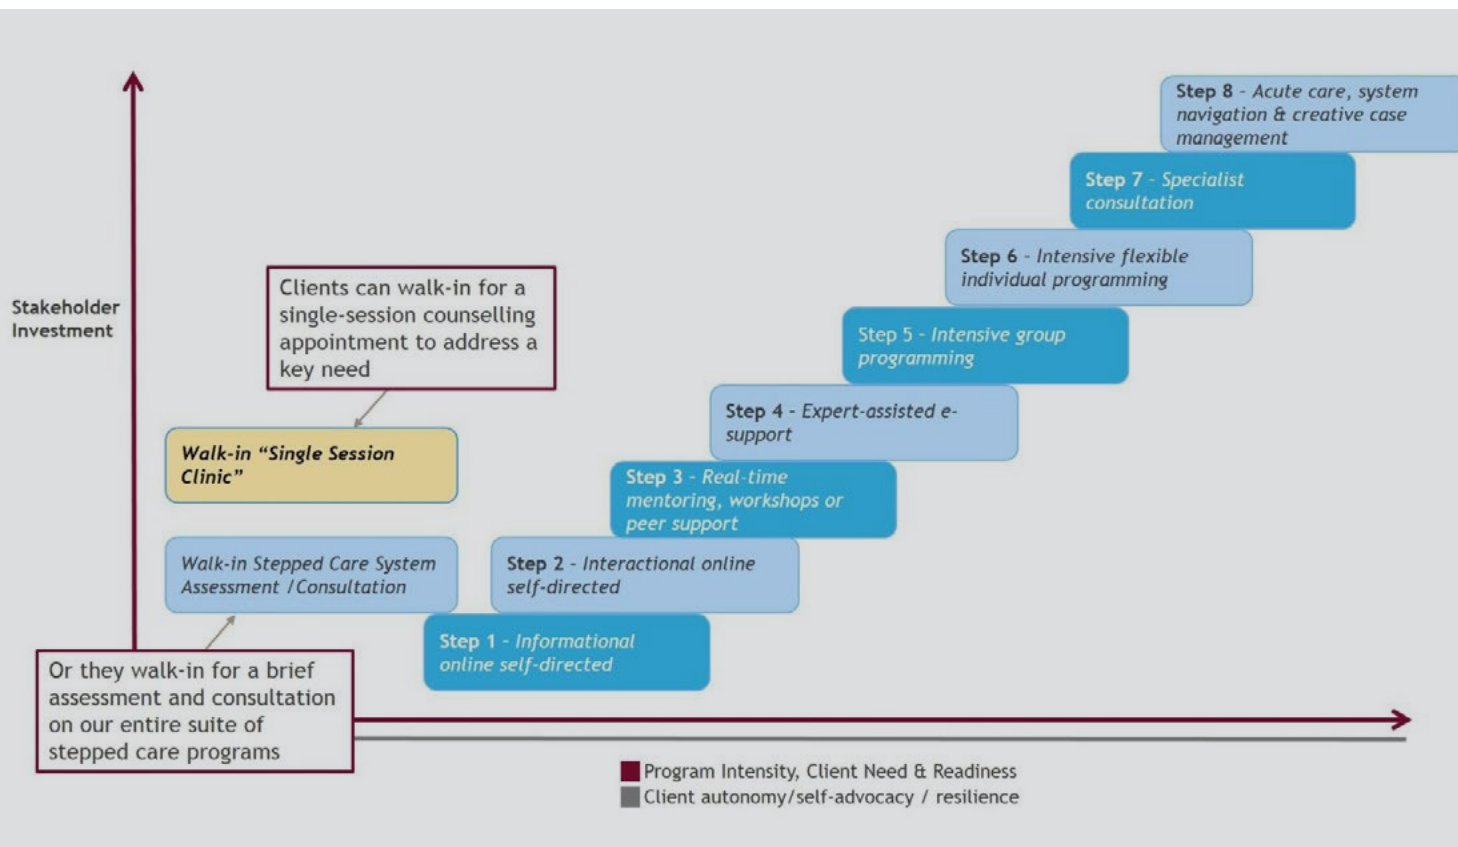 Step 8 - Acute care, system
navigation & creative case
management
Step 7 - Specialist
consultation
Step 6 - Intensive flexible
individual programming
Clients can walk-in for a
single-session counselling
appointment to address a
key need
Stakeholder
Investment
Step 5 - Intensive group
programming
Step 4 - Expert-assisted e-
support
Walk-in “Single Session
Clinic”
Step 3 - Real-time
mentoring, workshops or
peer support
Walk-in Stepped Care System
Assessment /Consultation
Step 2 - Interactional online
self-directed
Step 1 - Informational
online self-directed
Or they walk-in for a brief
assessment and consultation
on our entire suite of
stepped care programs
Program Intensity, Client Need & Readiness
Client autonomy/self-advocacy / resilience